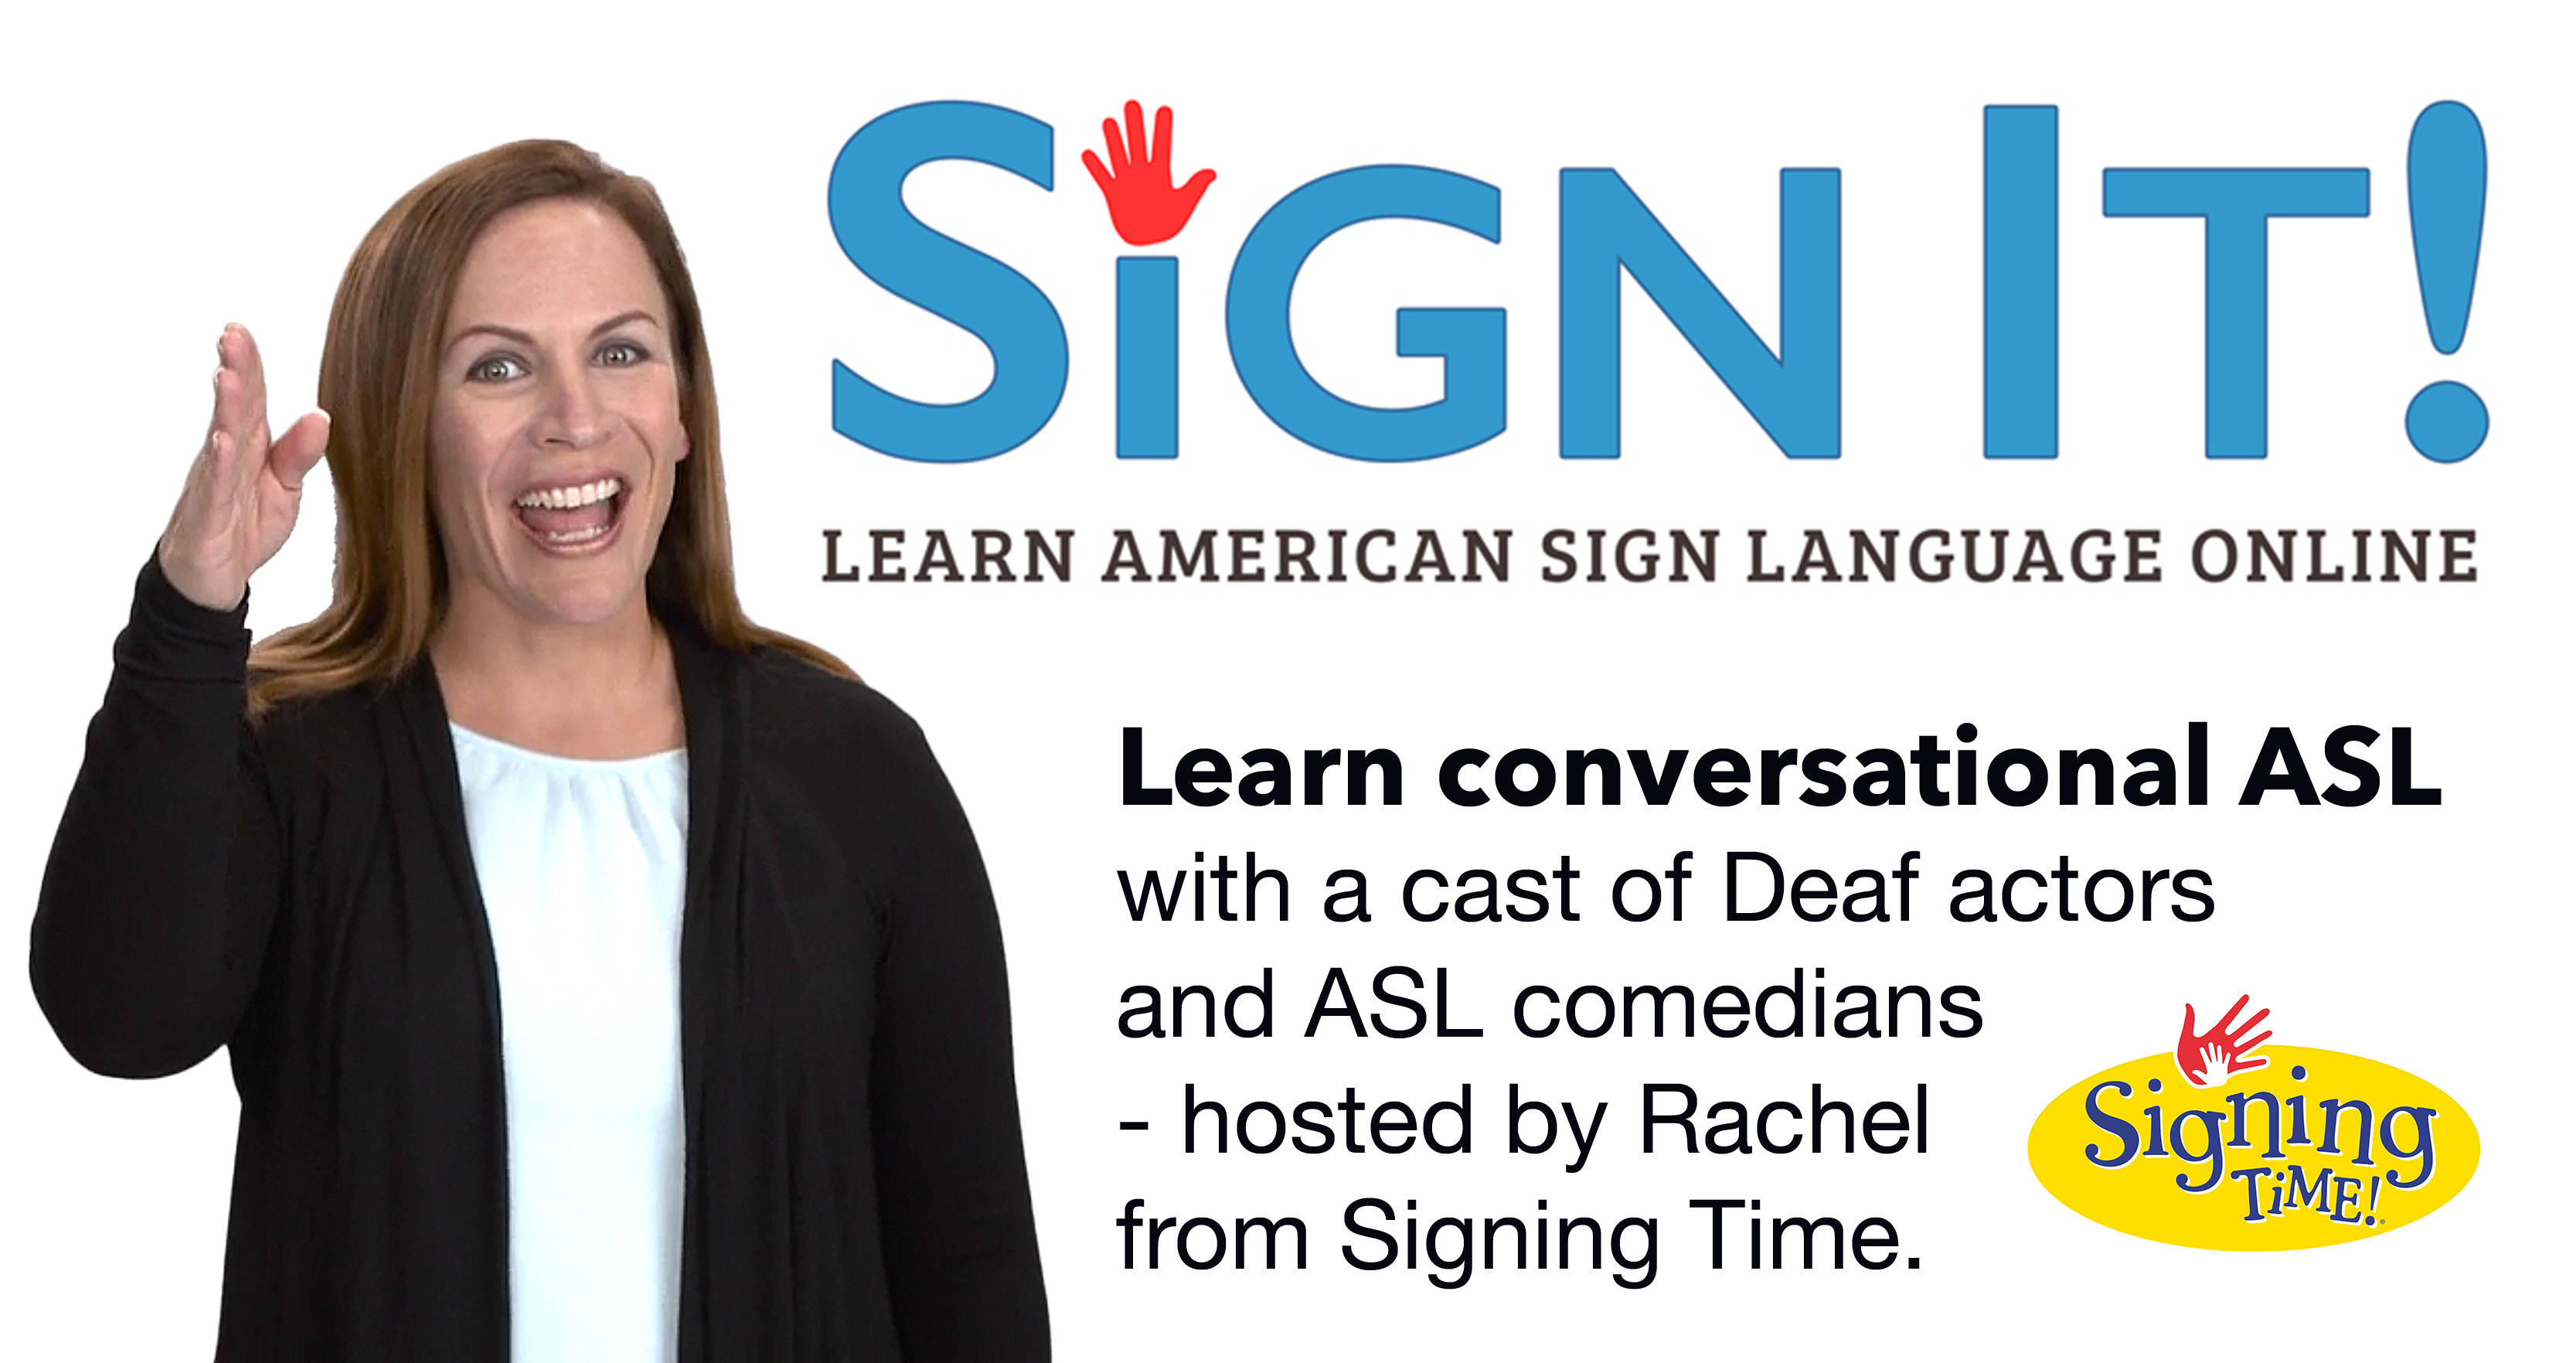 SiGN IT!
LEARN AMERICAN SIGN LANGUAGE ONLINE
Learn conversational ASL
with a cast of Deaf actors
and ASL comedians
- hosted by Rachel
from Signing Time.
Signing
TiME!®